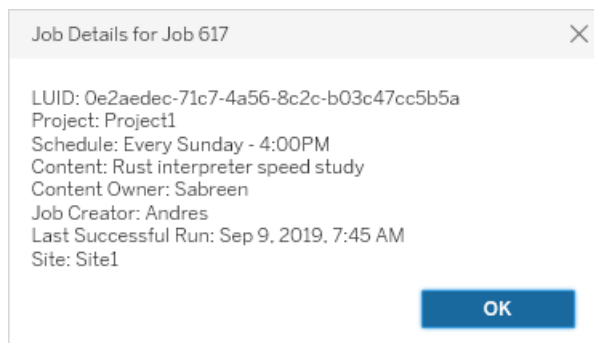 Job Details for Job 617
LUID: 0e2aedec-71c7-4a56-8c2c-b03c47cc5b5a
Project: Project1
Schedule: Every Sunday - 4:00PM
Content: Rust interpreter speed study
Content Owner: Sabreen
Job Creator: Andres
Last Successful Run: Sep 9, 2019, 7:45 AM
Site: Site1
OK